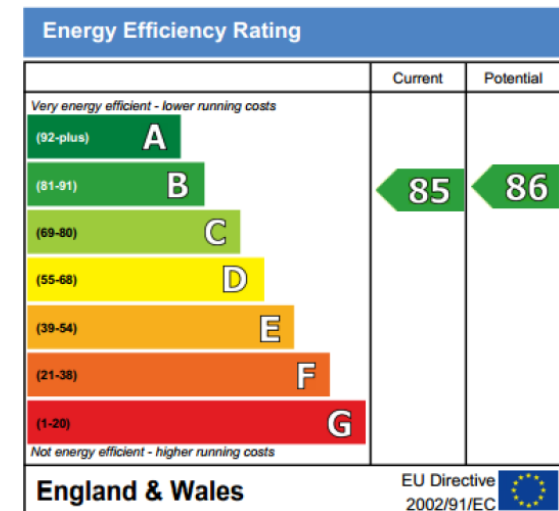 Energy Efficiency Rating
Current Potential
Very energy efficient - lower running costs
(92-plus) A
(81-91) B 85 86
(69-80) C
(55-68) D
(39-54) E
(21-38) F
(1-20) G
Not energy efficient - higher running costs
England & Wales
EU Directive
2002/91/EC